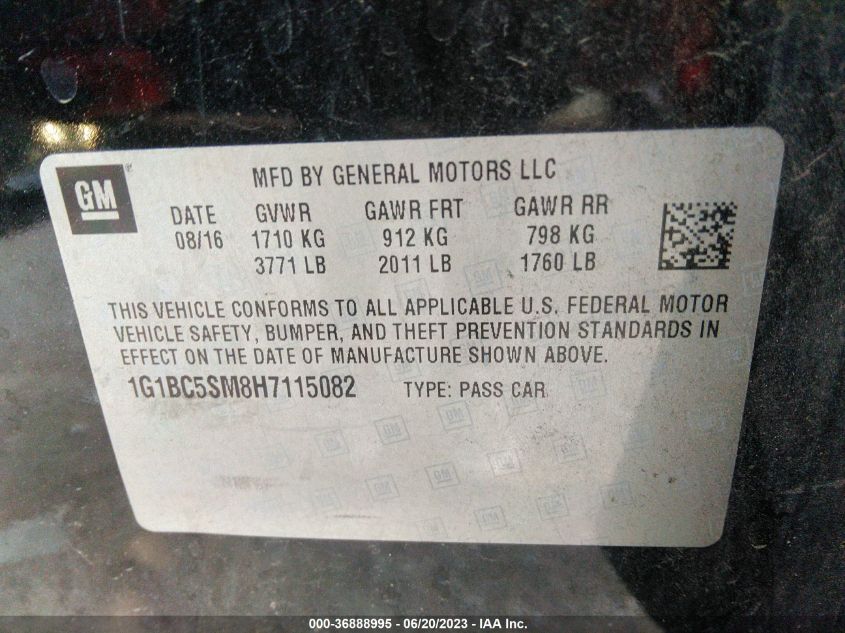 GM
MFD BY GENERAL MOTORS LLC
DATE GVWR GAWR FRT GAWR RR
08/16 1710 KG 912 KG 798 KG
3771 LB 2011 LB 1760 LB
THIS VEHICLE CONFORMS TO ALL APPLICABLE U.S. FEDERAL MOTOR
VEHICLE SAFETY, BUMPER, AND THEFT PREVENTION STANDARDS IN
EFFECT ON THE DATE OF MANUFACTURE SHOWN ABOVE.
1G1BC5SM8H7115082 TYPE: PASS CAR
000-36888995 - 06/20/2023 - IAA Inc.